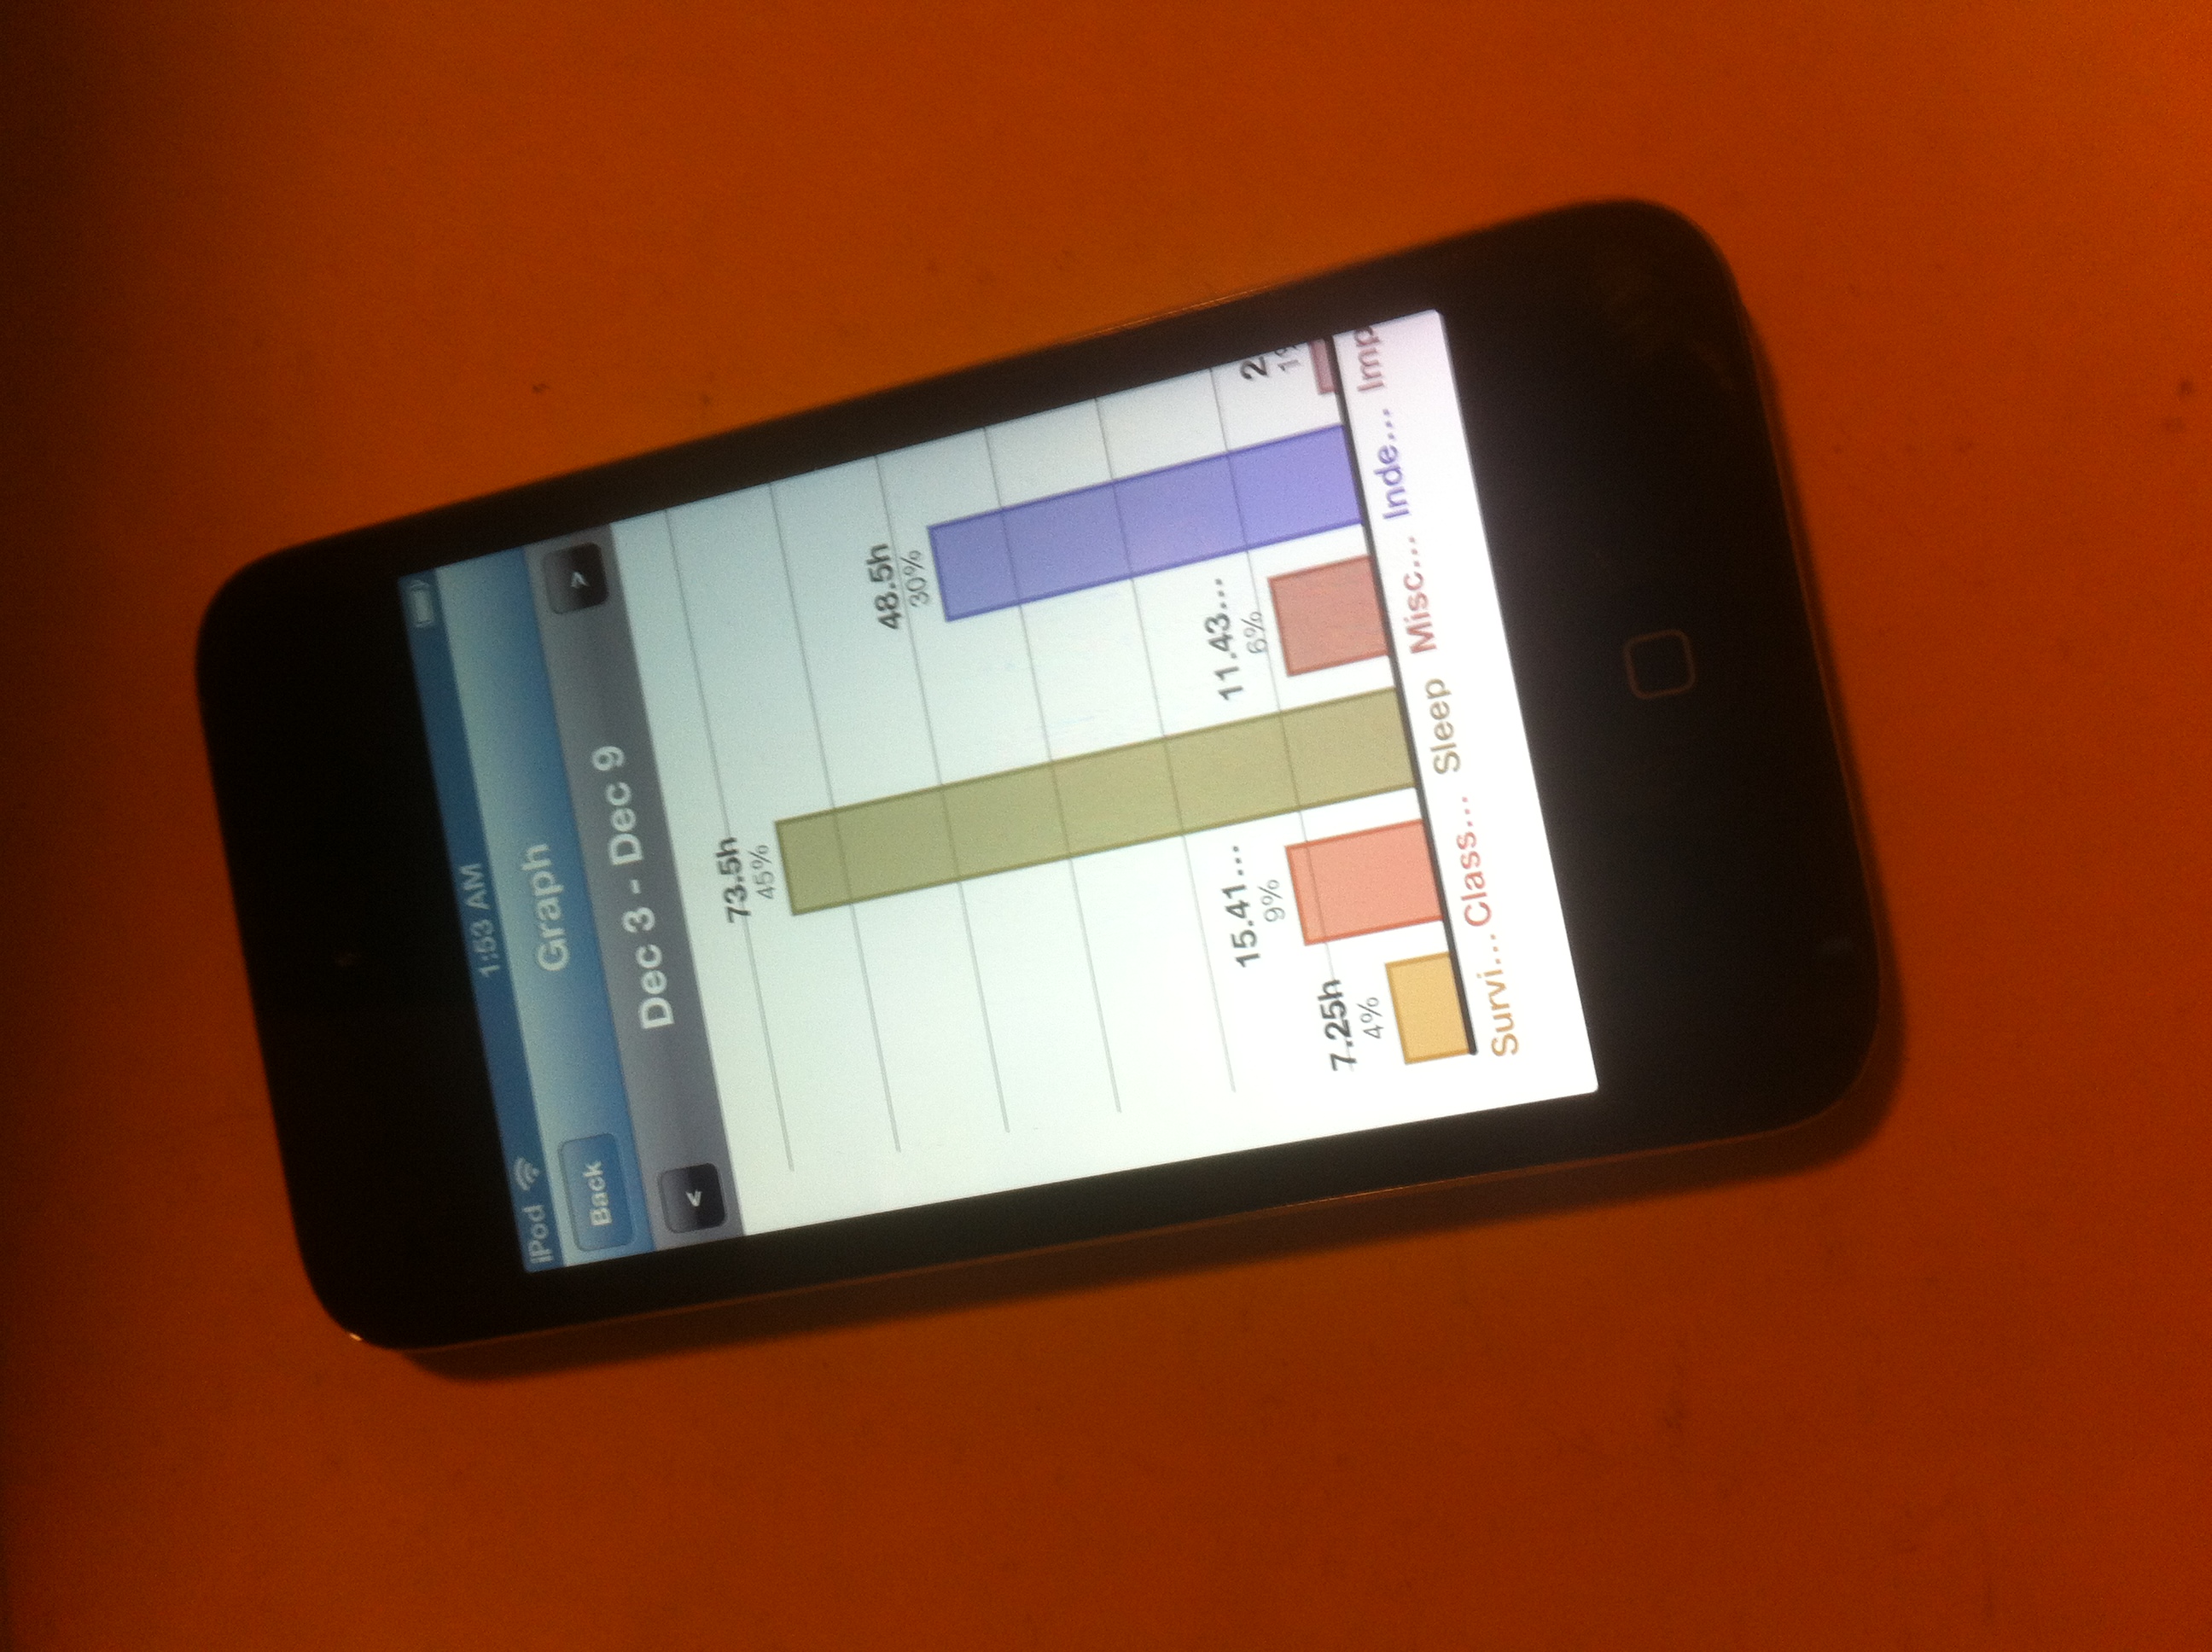 iPod 1:53 AM
Back Graph
< Dec 3 - Dec 9 >
73.5h
45%
48.5h
30%
15.41...
9%
11.43...
6%
7.25h
4%
2
1%
Survi... Class... Sleep Misc... Inde... Imp